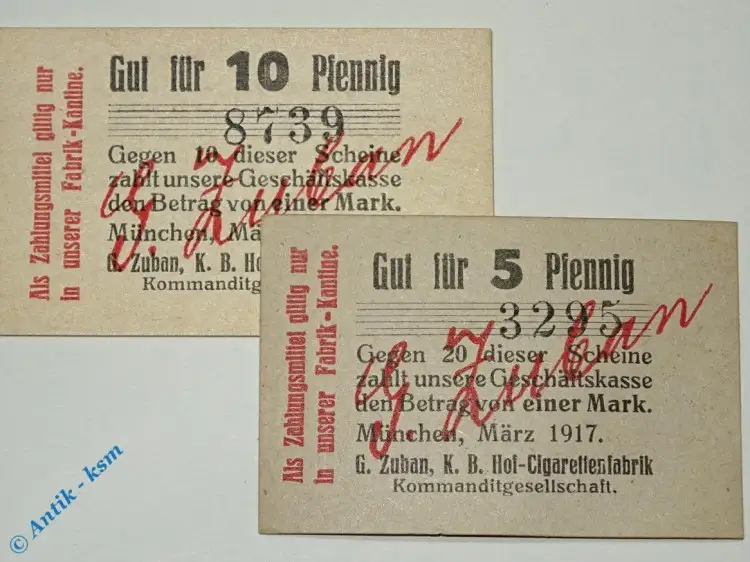 Als Zahlungsmittel gültig nur
in unserer Fabrik-Kantine.
Gut für 10 Pfennig
8739
Gegen 10 dieser Scheine
zahlt unsere Geschäftskasse
den Betrag von einer Mark.
München, Mä
G. Zuban, K. B. Ho
Kommanditg
G. Zuban
Als Zahlungsmittel gültig nur
in unserer Fabrik-Kantine.
Gut für 5 Pfennig
3295
Gegen 20 dieser Scheine
zahlt unsere Geschäftskasse
den Betrag von einer Mark.
München, März 1917.
G. Zuban, K. B. Hof-Cigarettenfabrik
Kommanditgesellschaft.
G. Zuban
© Antik - ksm